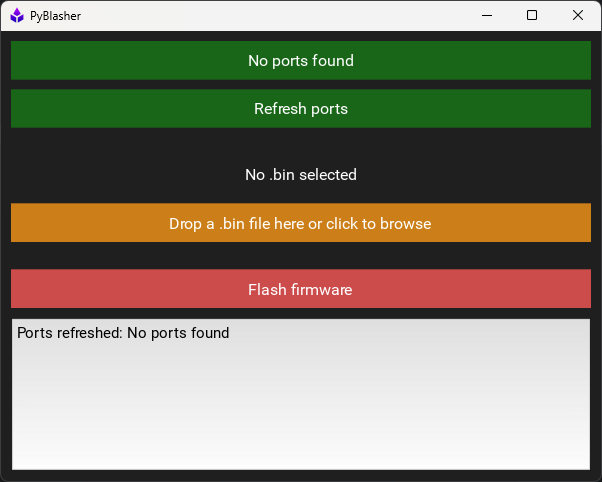 PyBlasher
No ports found
Refresh ports
No .bin selected
Drop a .bin file here or click to browse
Flash firmware
Ports refreshed: No ports found